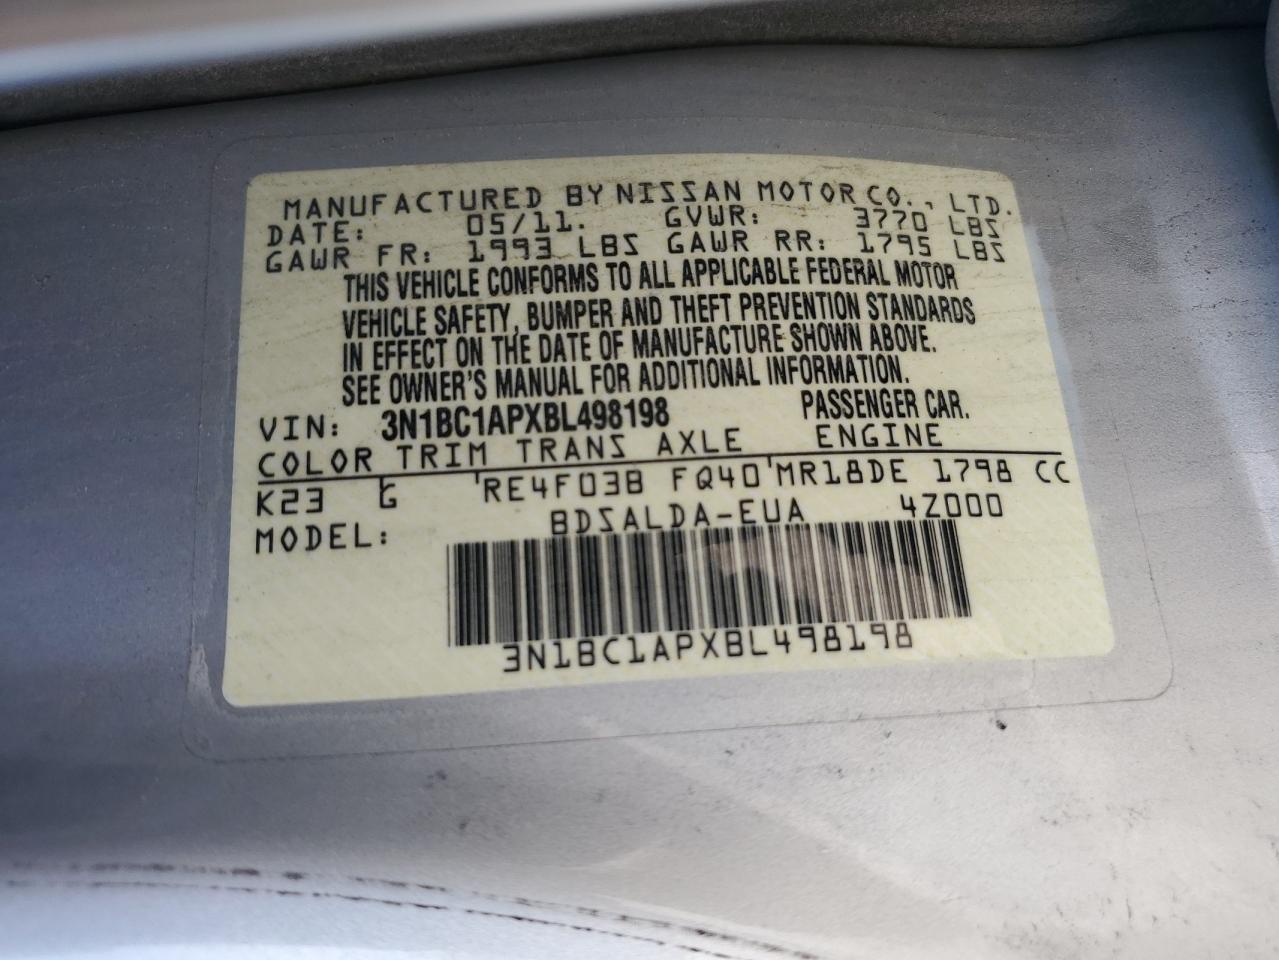 MANUFACTURED BY NISSAN MOTOR CO., LTD.
DATE: 05/11. GVWR: 3770 LBS
GAWR FR: 1993 LBS GAWR RR: 1795 LBS
THIS VEHICLE CONFORMS TO ALL APPLICABLE FEDERAL MOTOR
VEHICLE SAFETY, BUMPER AND THEFT PREVENTION STANDARDS
IN EFFECT ON THE DATE OF MANUFACTURE SHOWN ABOVE.
SEE OWNER'S MANUAL FOR ADDITIONAL INFORMATION.
VIN: 3N1BC1APXBL498198 PASSENGER CAR.
COLOR TRIM TRANS AXLE ENGINE
K23 G RE4F03B FQ40 MR18DE 1798 CC
MODEL: BDSALDA-EUA 4Z000
3N1BC1APXBL498198